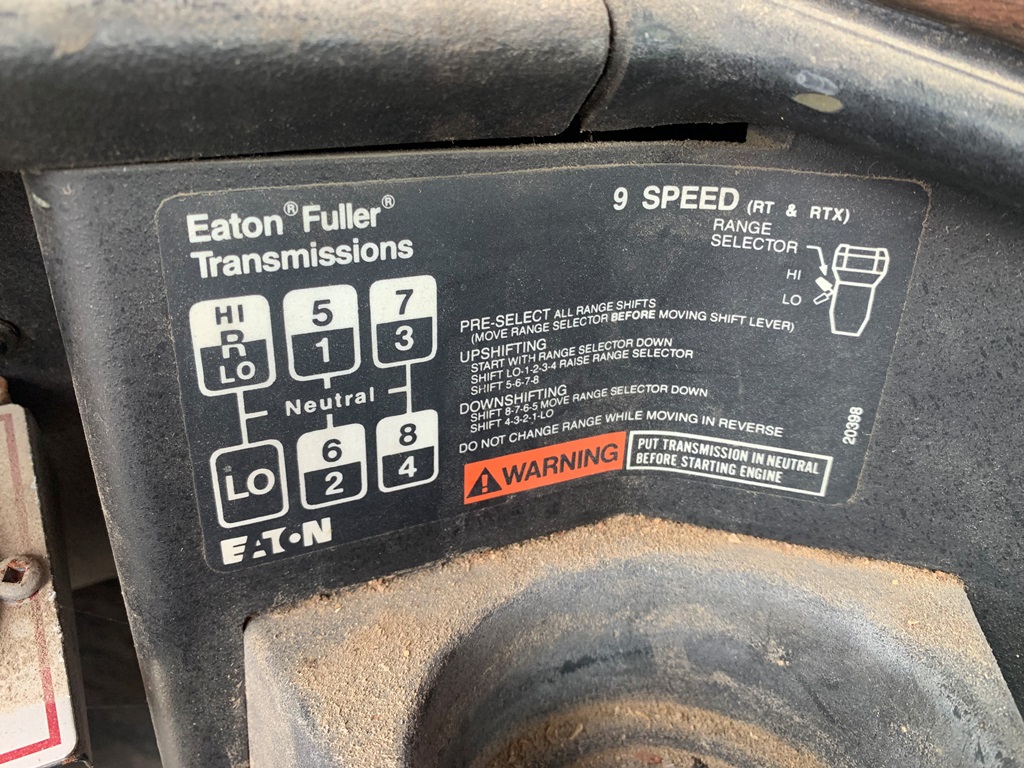 Eaton® Fuller®
Transmissions
9 SPEED (RT & RTX)
RANGE
SELECTOR
HI
LO
HI
R
LO
5
1
7
3
Neutral
LO
6
2
8
4
PRE-SELECT ALL RANGE SHIFTS
(MOVE RANGE SELECTOR BEFORE MOVING SHIFT LEVER)
UPSHIFTING
START WITH RANGE SELECTOR DOWN
SHIFT LO-1-2-3-4 RAISE RANGE SELECTOR
SHIFT 5-6-7-8
DOWNSHIFTING
SHIFT 8-7-6-5 MOVE RANGE SELECTOR DOWN
SHIFT 4-3-2-1-LO
DO NOT CHANGE RANGE WHILE MOVING IN REVERSE
WARNING
PUT TRANSMISSION IN NEUTRAL
BEFORE STARTING ENGINE
20398
EATON